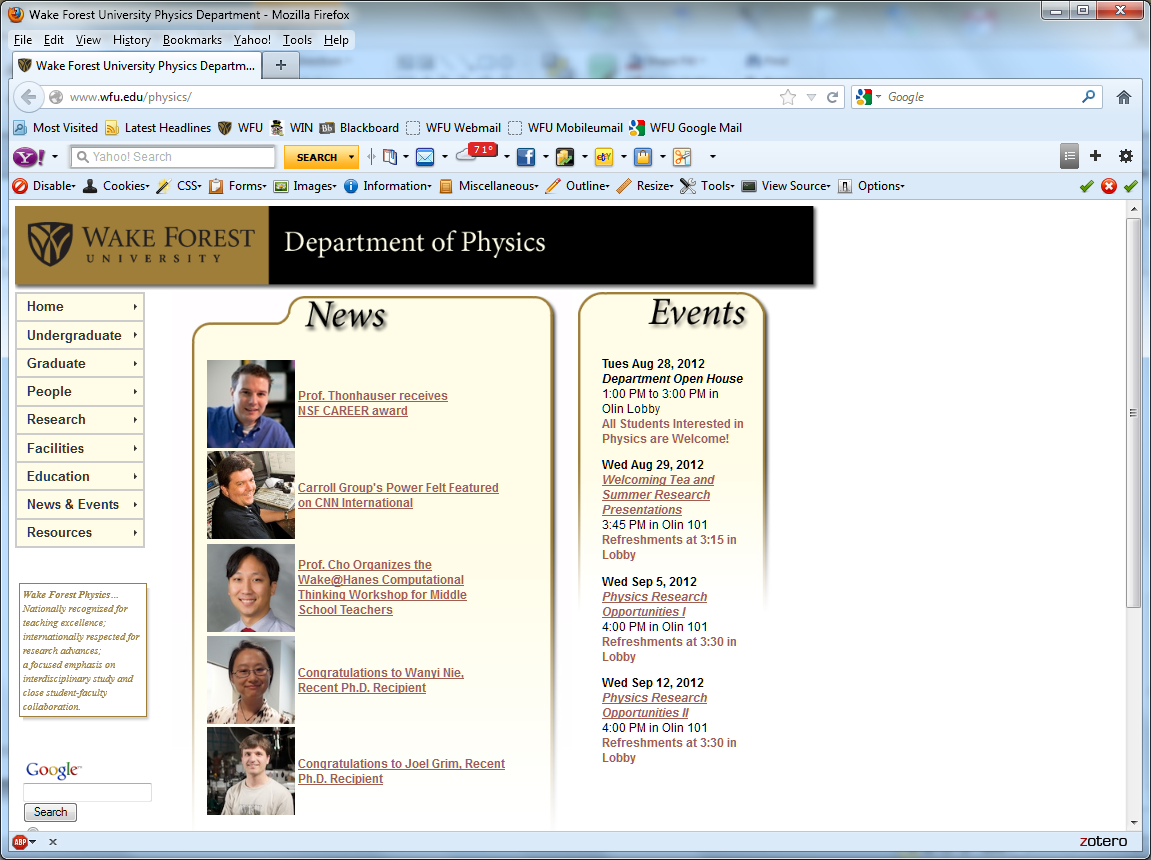 Wake Forest University Physics Department - Mozilla Firefox
File Edit View History Bookmarks Yahoo! Tools Help
Wake Forest University Physics Departm...
www.wfu.edu/physics/
Google
Most Visited Latest Headlines WFU WIN Bb Blackboard WFU Webmail WFU Mobileumail WFU Google Mail
Y! Yahoo! Search SEARCH 71°
Disable Cookies CSS Forms Images Information Miscellaneous Outline Resize Tools View Source Options
WAKE FOREST
UNIVERSITY
Department of Physics
Home
Undergraduate
Graduate
People
Research
Facilities
Education
News & Events
Resources
Wake Forest Physics...
Nationally recognized for
teaching excellence;
internationally respected for
research advances;
a focused emphasis on
interdisciplinary study and
close student-faculty
collaboration.
Google
Search
News
Prof. Thonhauser receives
NSF CAREER award
Carroll Group's Power Felt Featured
on CNN International
Prof. Cho Organizes the
Wake@Hanes Computational
Thinking Workshop for Middle
School Teachers
Congratulations to Wanyi Nie,
Recent Ph.D. Recipient
Congratulations to Joel Grim, Recent
Ph.D. Recipient
Events
Tues Aug 28, 2012
Department Open House
1:00 PM to 3:00 PM in
Olin Lobby
All Students Interested in
Physics are Welcome!
Wed Aug 29, 2012
Welcoming Tea and
Summer Research
Presentations
3:45 PM in Olin 101
Refreshments at 3:15 in
Lobby
Wed Sep 5, 2012
Physics Research
Opportunities I
4:00 PM in Olin 101
Refreshments at 3:30 in
Lobby
Wed Sep 12, 2012
Physics Research
Opportunities II
4:00 PM in Olin 101
Refreshments at 3:30 in
Lobby
ABP
zotero